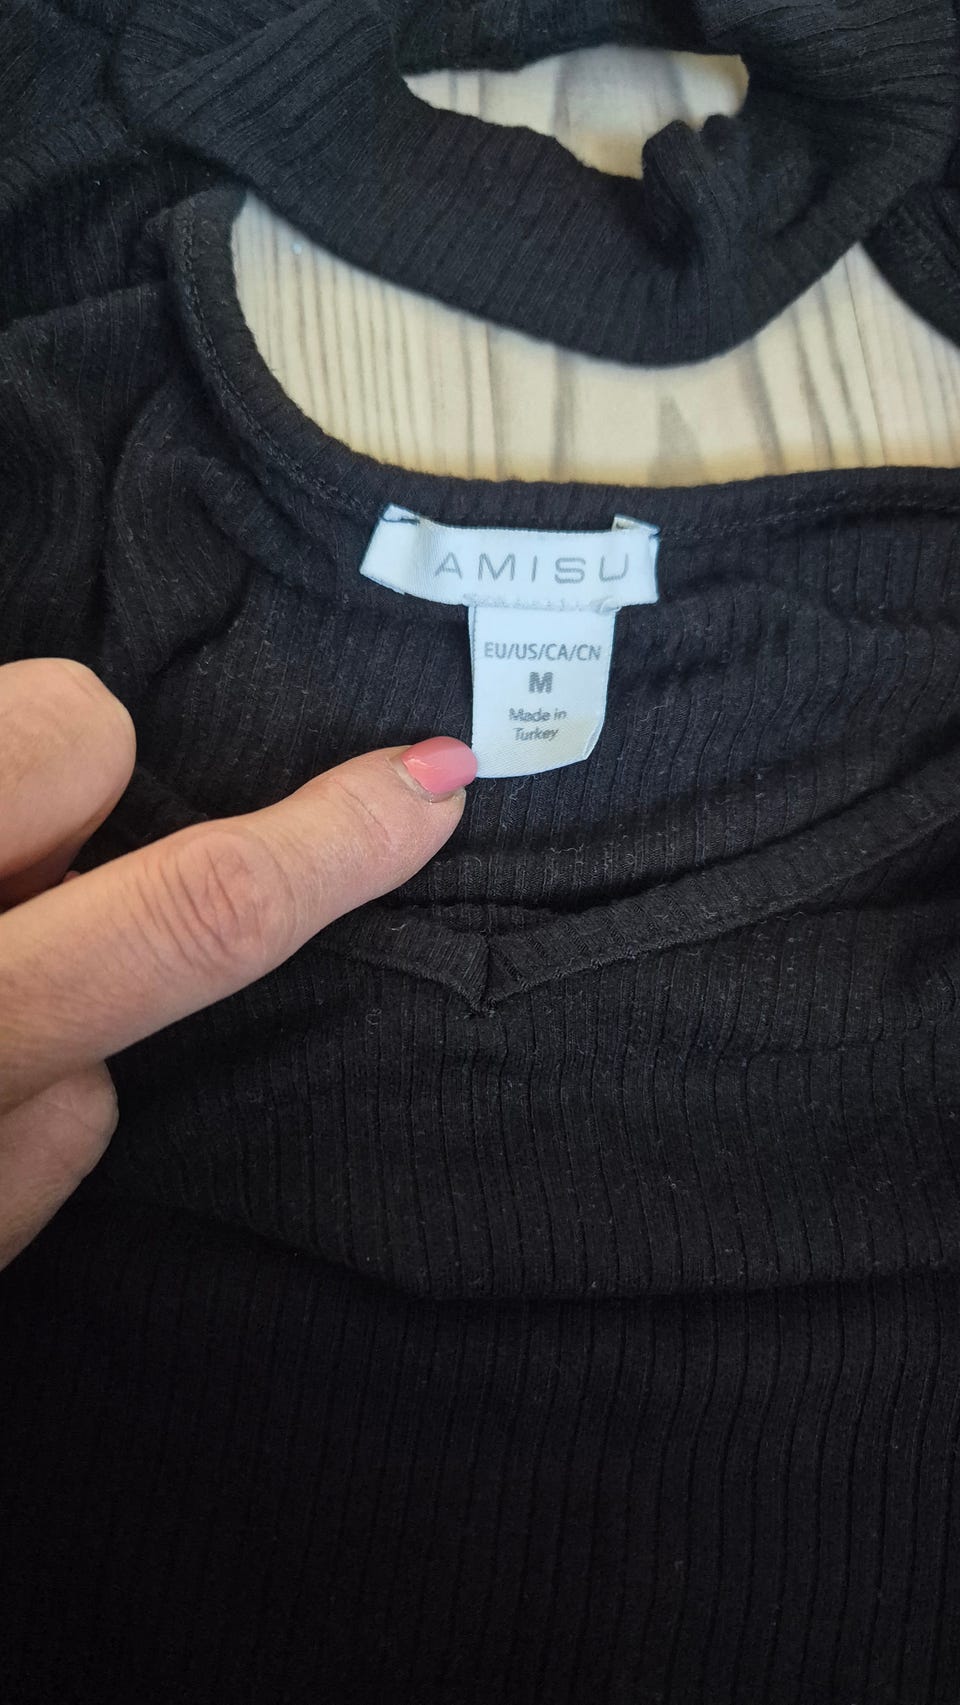 AMISU
EU/US/CA/CN
M
Made in
Turkey